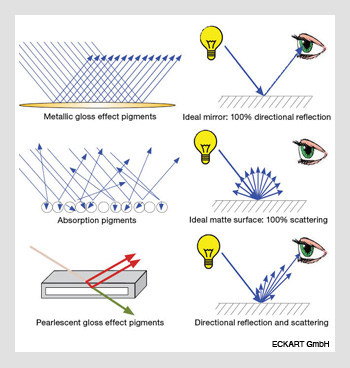 Metallic gloss effect pigments
Ideal mirror: 100% directional reflection
Absorption pigments
Ideal matte surface: 100% scattering
Pearlescent gloss effect pigments
Directional reflection and scattering
ECKART GmbH